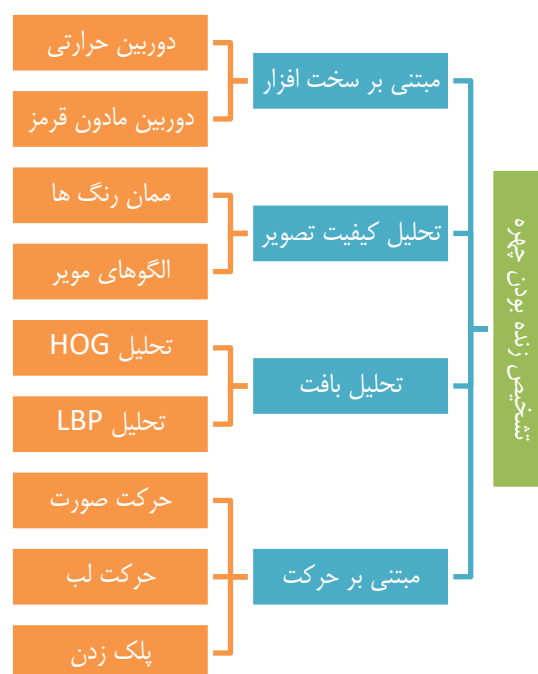 تشخیص زنده بودن چهره
مبتنی بر سخت افزار
دوربین حرارتی
دوربین مادون قرمز
تحلیل کیفیت تصویر
ممان رنگ ها
الگوهای مویر
تحلیل بافت
تحلیل HOG
تحلیل LBP
مبتنی بر حرکت
حرکت صورت
حرکت لب
پلک زدن